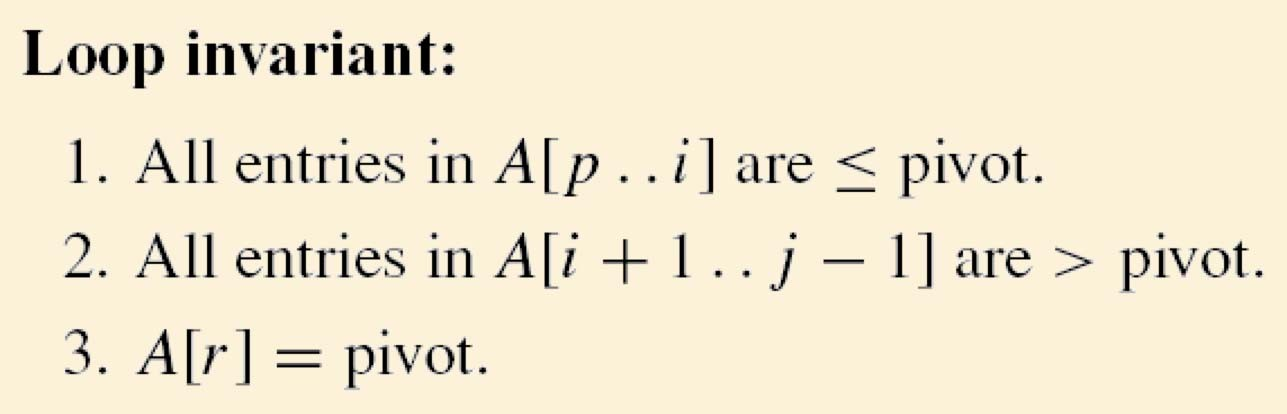 Loop invariant:
1. All entries in A[p . . i] are ≤ pivot.
2. All entries in A[i + 1 . . j − 1] are > pivot.
3. A[r] = pivot.